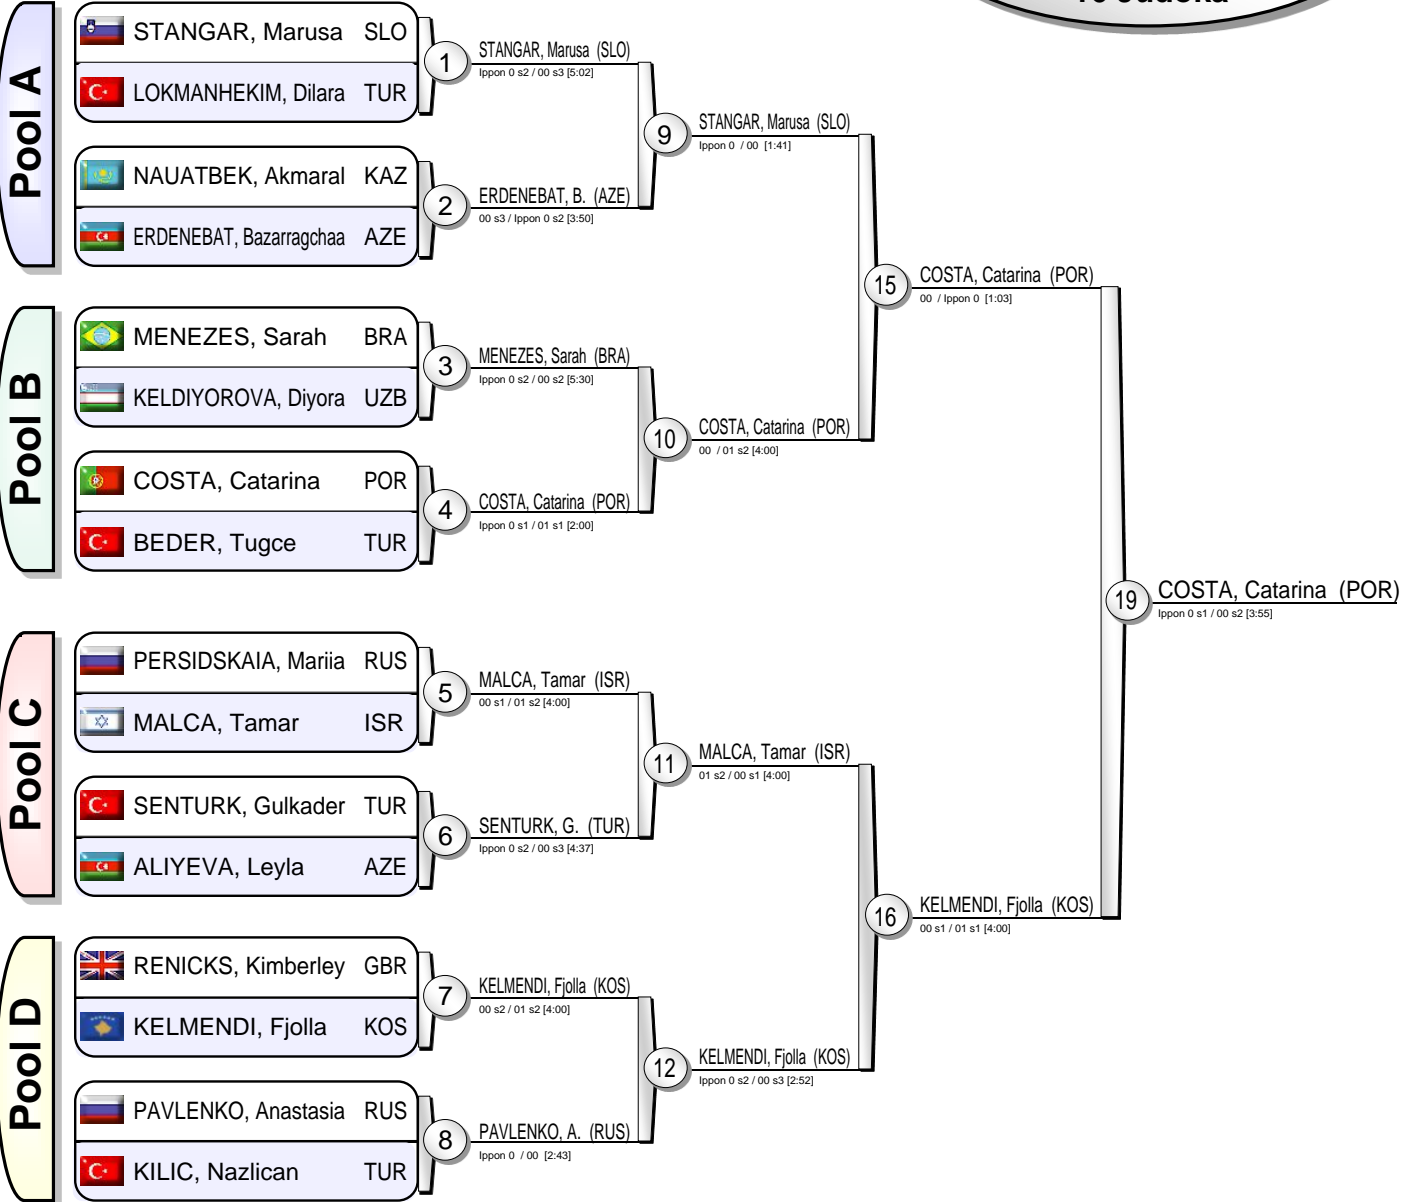 Pool A
STANGAR, Marusa SLO
LOKMANHEKIM, Dilara TUR
NAUATBEK, Akmaral KAZ
ERDENEBAT, Bazarragchaa AZE
Pool B
MENEZES, Sarah BRA
KELDIYOROVA, Diyora UZB
COSTA, Catarina POR
BEDER, Tugce TUR
Pool C
PERSIDSKAIA, Mariia RUS
MALCA, Tamar ISR
SENTURK, Gulkader TUR
ALIYEVA, Leyla AZE
Pool D
RENICKS, Kimberley GBR
KELMENDI, Fjolla KOS
PAVLENKO, Anastasia RUS
KILIC, Nazlican TUR
1 STANGAR, Marusa (SLO)
Ippon 0 s2 / 00 s3 [5:02]
2 ERDENEBAT, B. (AZE)
00 s3 / Ippon 0 s2 [3:50]
3 MENEZES, Sarah (BRA)
Ippon 0 s2 / 00 s2 [5:30]
4 COSTA, Catarina (POR)
Ippon 0 s1 / 01 s1 [2:00]
5 MALCA, Tamar (ISR)
00 s1 / 01 s2 [4:00]
6 SENTURK, G. (TUR)
Ippon 0 s2 / 00 s3 [4:37]
7 KELMENDI, Fjolla (KOS)
00 s2 / 01 s2 [4:00]
8 PAVLENKO, A. (RUS)
Ippon 0 / 00 [2:43]
9 STANGAR, Marusa (SLO)
Ippon 0 / 00 [1:41]
10 COSTA, Catarina (POR)
00 / 01 s2 [4:00]
11 MALCA, Tamar (ISR)
01 s2 / 00 s1 [4:00]
12 KELMENDI, Fjolla (KOS)
Ippon 0 s2 / 00 s3 [2:52]
15 COSTA, Catarina (POR)
00 / Ippon 0 [1:03]
16 KELMENDI, Fjolla (KOS)
00 s1 / 01 s1 [4:00]
19 COSTA, Catarina (POR)
Ippon 0 s1 / 00 s2 [3:55]